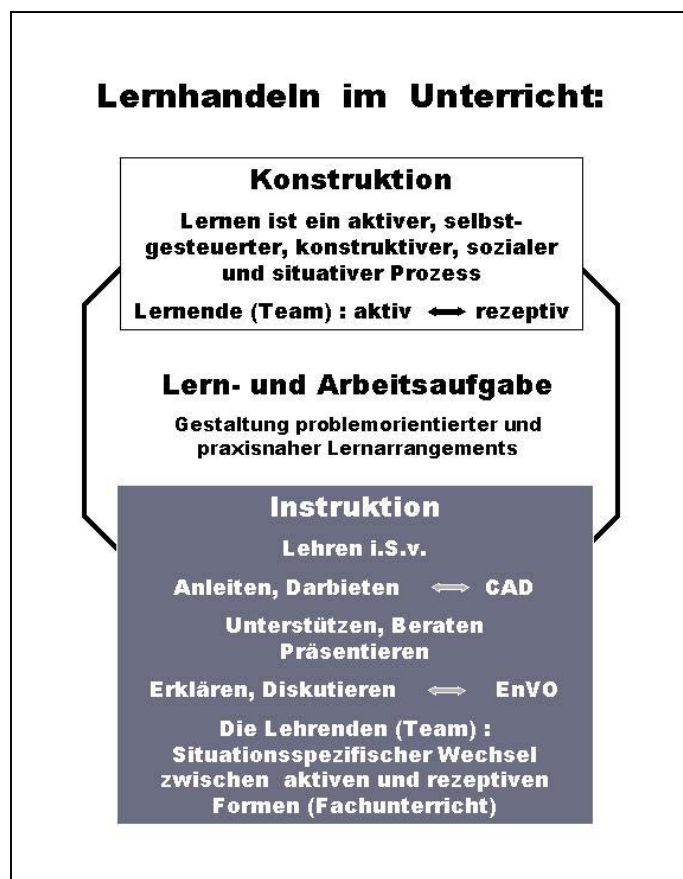 Lernhandeln im Unterricht:
Konstruktion
Lernen ist ein aktiver, selbst-
gesteuerter, konstruktiver, sozialer
und situativer Prozess
Lernende (Team) : aktiv ⟷ rezeptiv
Lern- und Arbeitsaufgabe
Gestaltung problemorientierter und
praxisnaher Lernarrangements
Instruktion
Lehren i.S.v.
Anleiten, Darbieten ⟺ CAD
Unterstützen, Beraten
Präsentieren
Erklären, Diskutieren ⟺ EnVO
Die Lehrenden (Team) :
Situationsspezifischer Wechsel
zwischen aktiven und rezeptiven
Formen (Fachunterricht)